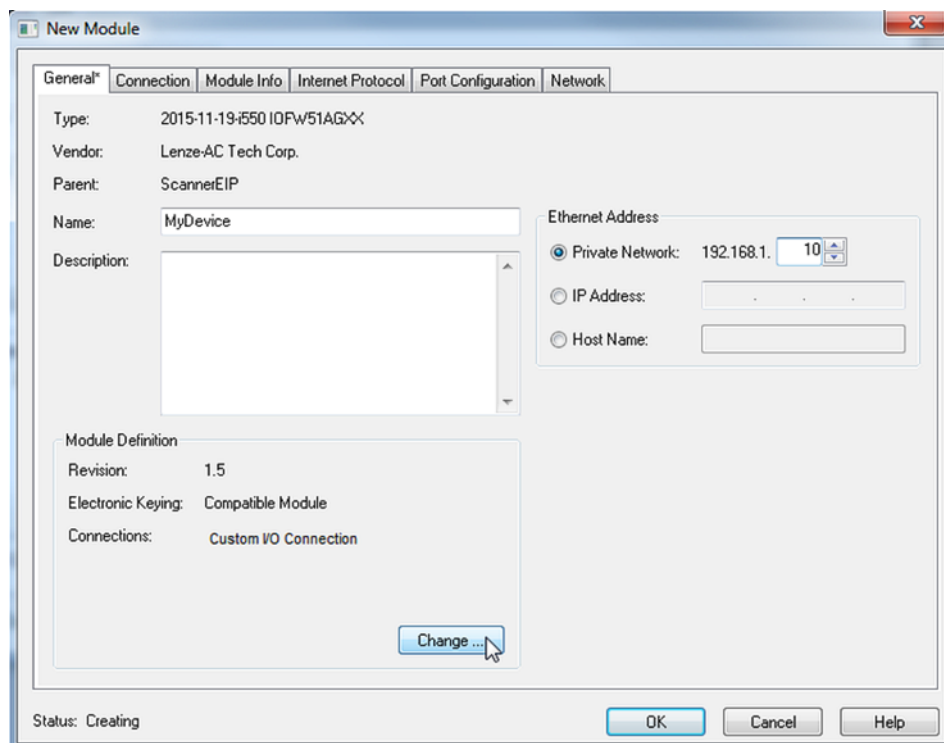 New Module
General* Connection Module Info Internet Protocol Port Configuration Network
Type: 2015-11-19-i550 IOFW51AGXX
Vendor: Lenze-AC Tech Corp.
Parent: ScannerEIP
Name: MyDevice
Description:
Ethernet Address
Private Network: 192.168.1. 10
IP Address: . . .
Host Name:
Module Definition
Revision: 1.5
Electronic Keying: Compatible Module
Connections: Custom I/O Connection
Change ...
Status: Creating
OK Cancel Help